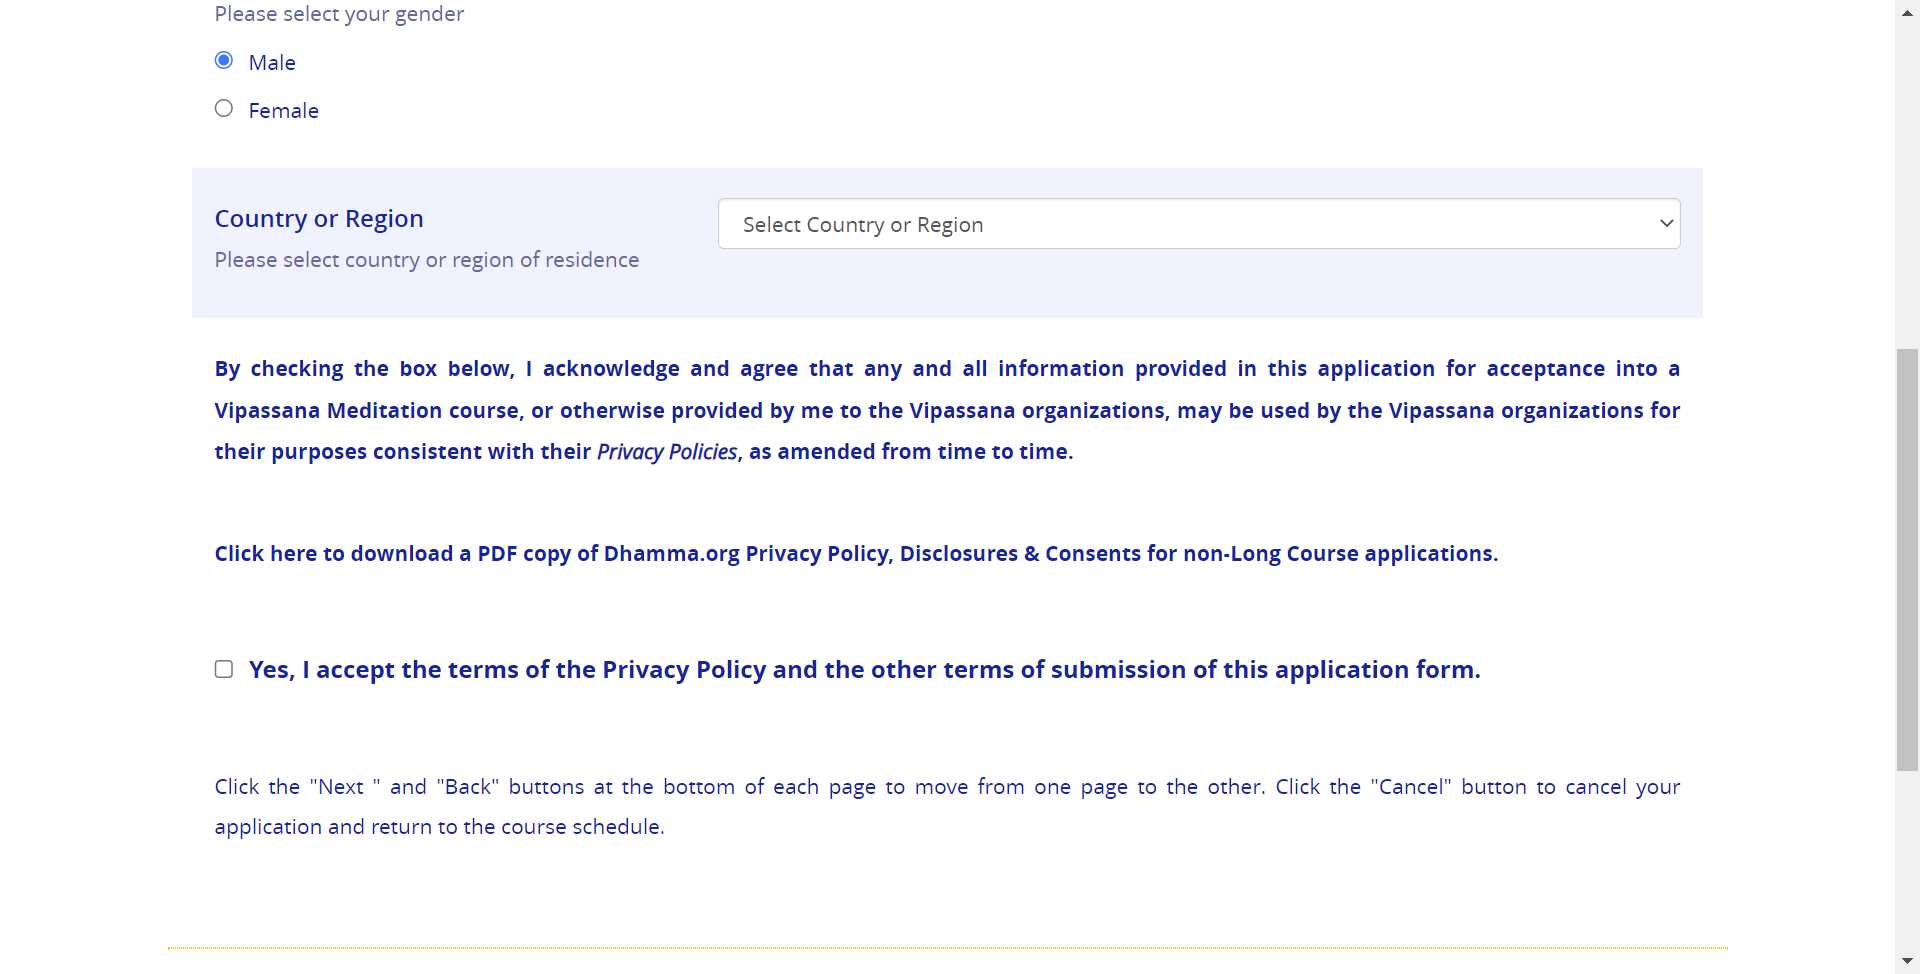 Please select your gender
Male
Female
Country or Region
Select Country or Region
Please select country or region of residence
By checking the box below, I acknowledge and agree that any and all information provided in this application for acceptance into a
Vipassana Meditation course, or otherwise provided by me to the Vipassana organizations, may be used by the Vipassana organizations for
their purposes consistent with their Privacy Policies, as amended from time to time.
Click here to download a PDF copy of Dhamma.org Privacy Policy, Disclosures & Consents for non-Long Course applications.
Yes, I accept the terms of the Privacy Policy and the other terms of submission of this application form.
Click the "Next " and "Back" buttons at the bottom of each page to move from one page to the other. Click the "Cancel" button to cancel your
application and return to the course schedule.